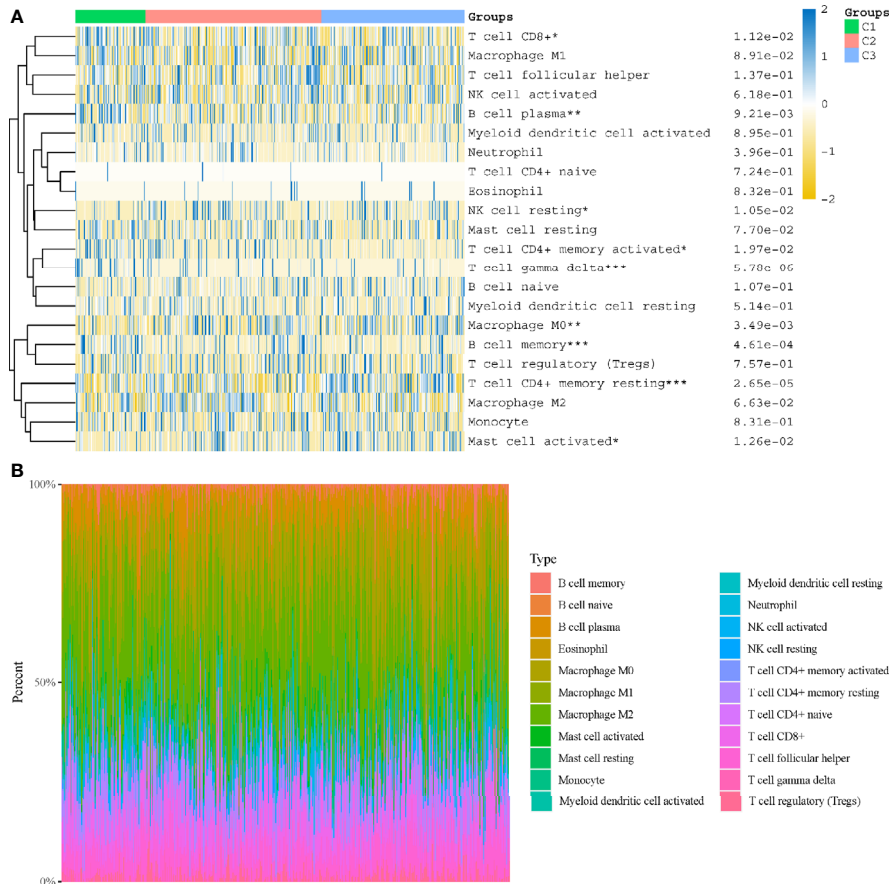 A
Groups
T cell CD8+* 1.12e-02
Macrophage M1 8.91e-02
T cell follicular helper 1.37e-01
NK cell activated 6.18e-01
B cell plasma** 9.21e-03
Myeloid dendritic cell activated 8.95e-01
Neutrophil 3.96e-01
T cell CD4+ naive 7.24e-01
Eosinophil 8.32e-01
NK cell resting* 1.05e-02
Mast cell resting 7.70e-02
T cell CD4+ memory activated* 1.97e-02
T cell gamma delta*** 5.78e-06
B cell naive 1.07e-01
Myeloid dendritic cell resting 5.14e-01
Macrophage M0** 3.49e-03
B cell memory*** 4.61e-04
T cell regulatory (Tregs) 7.57e-01
T cell CD4+ memory resting*** 2.65e-05
Macrophage M2 6.63e-02
Monocyte 8.31e-01
Mast cell activated* 1.26e-02
2
1
0
−1
−2
Groups
C1
C2
C3
B
100%
50%
0%
Percent
Type
B cell memory
B cell naive
B cell plasma
Eosinophil
Macrophage M0
Macrophage M1
Macrophage M2
Mast cell activated
Mast cell resting
Monocyte
Myeloid dendritic cell activated
Myeloid dendritic cell resting
Neutrophil
NK cell activated
NK cell resting
T cell CD4+ memory activated
T cell CD4+ memory resting
T cell CD4+ naive
T cell CD8+
T cell follicular helper
T cell gamma delta
T cell regulatory (Tregs)